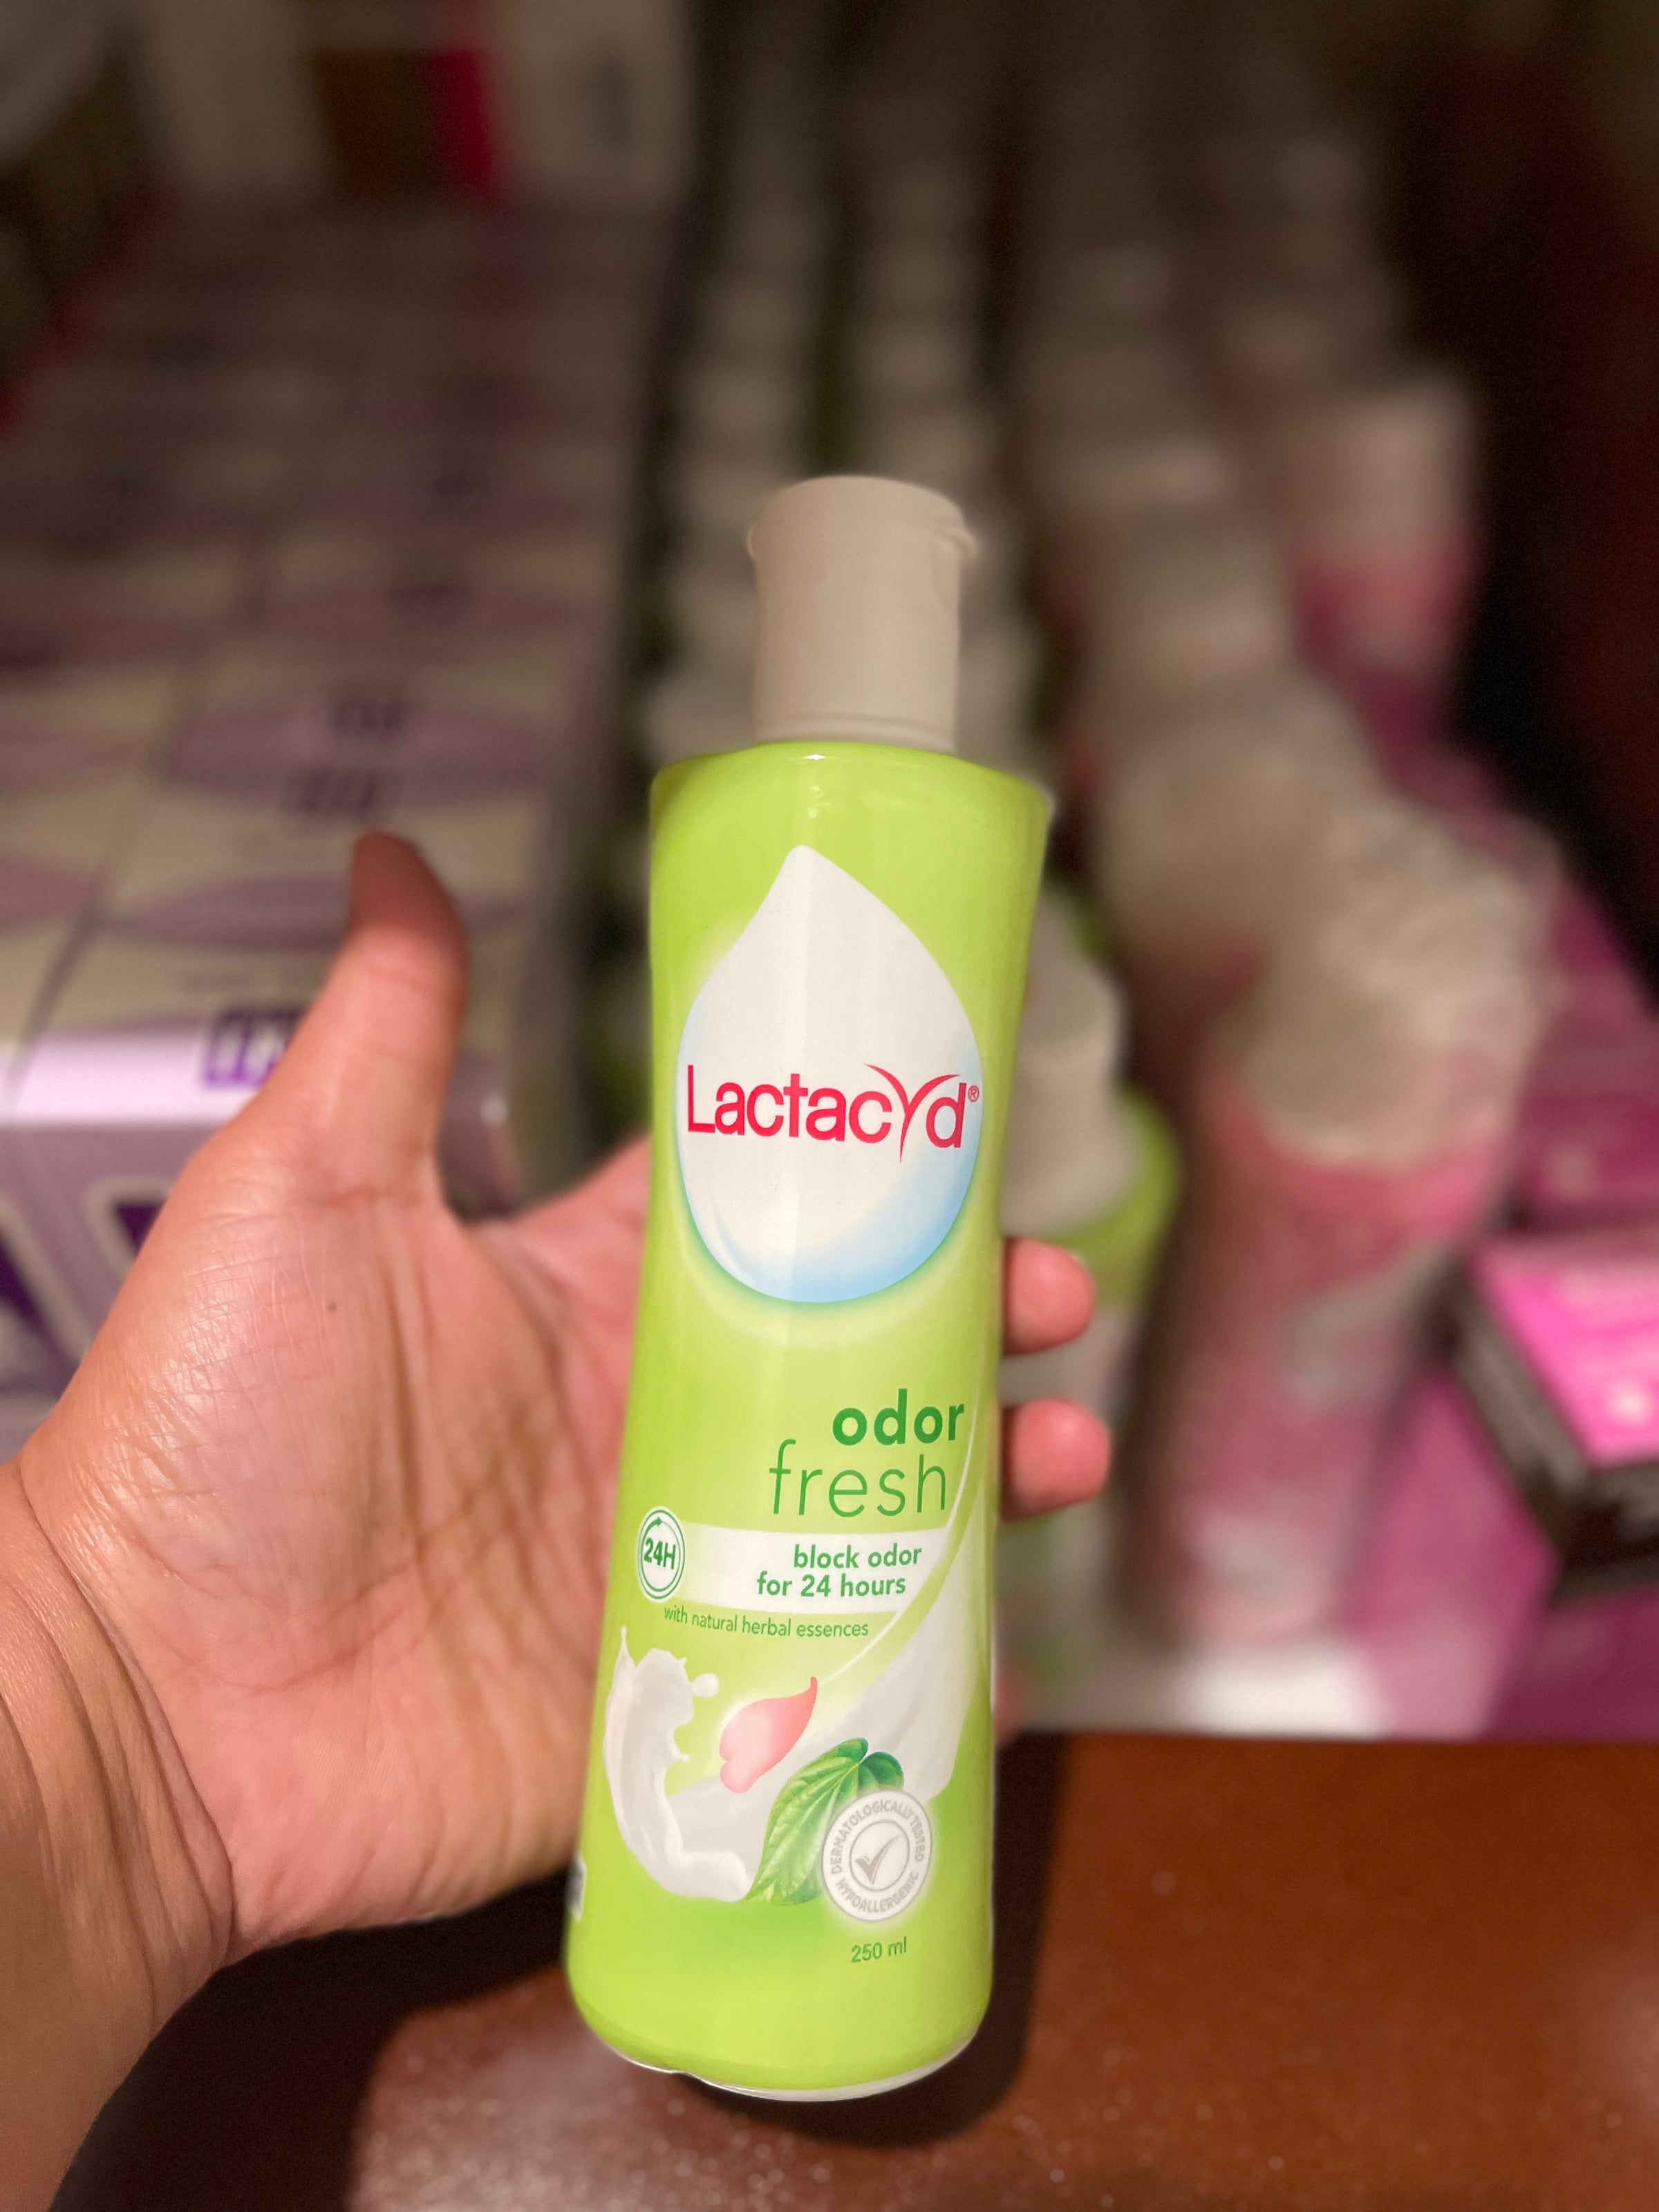 Lactacyd®
odor
fresh
24H
block odor
for 24 hours
with natural herbal essences
DERMATOLOGICALLY TESTED
HYPOALLERGENIC
250 ml